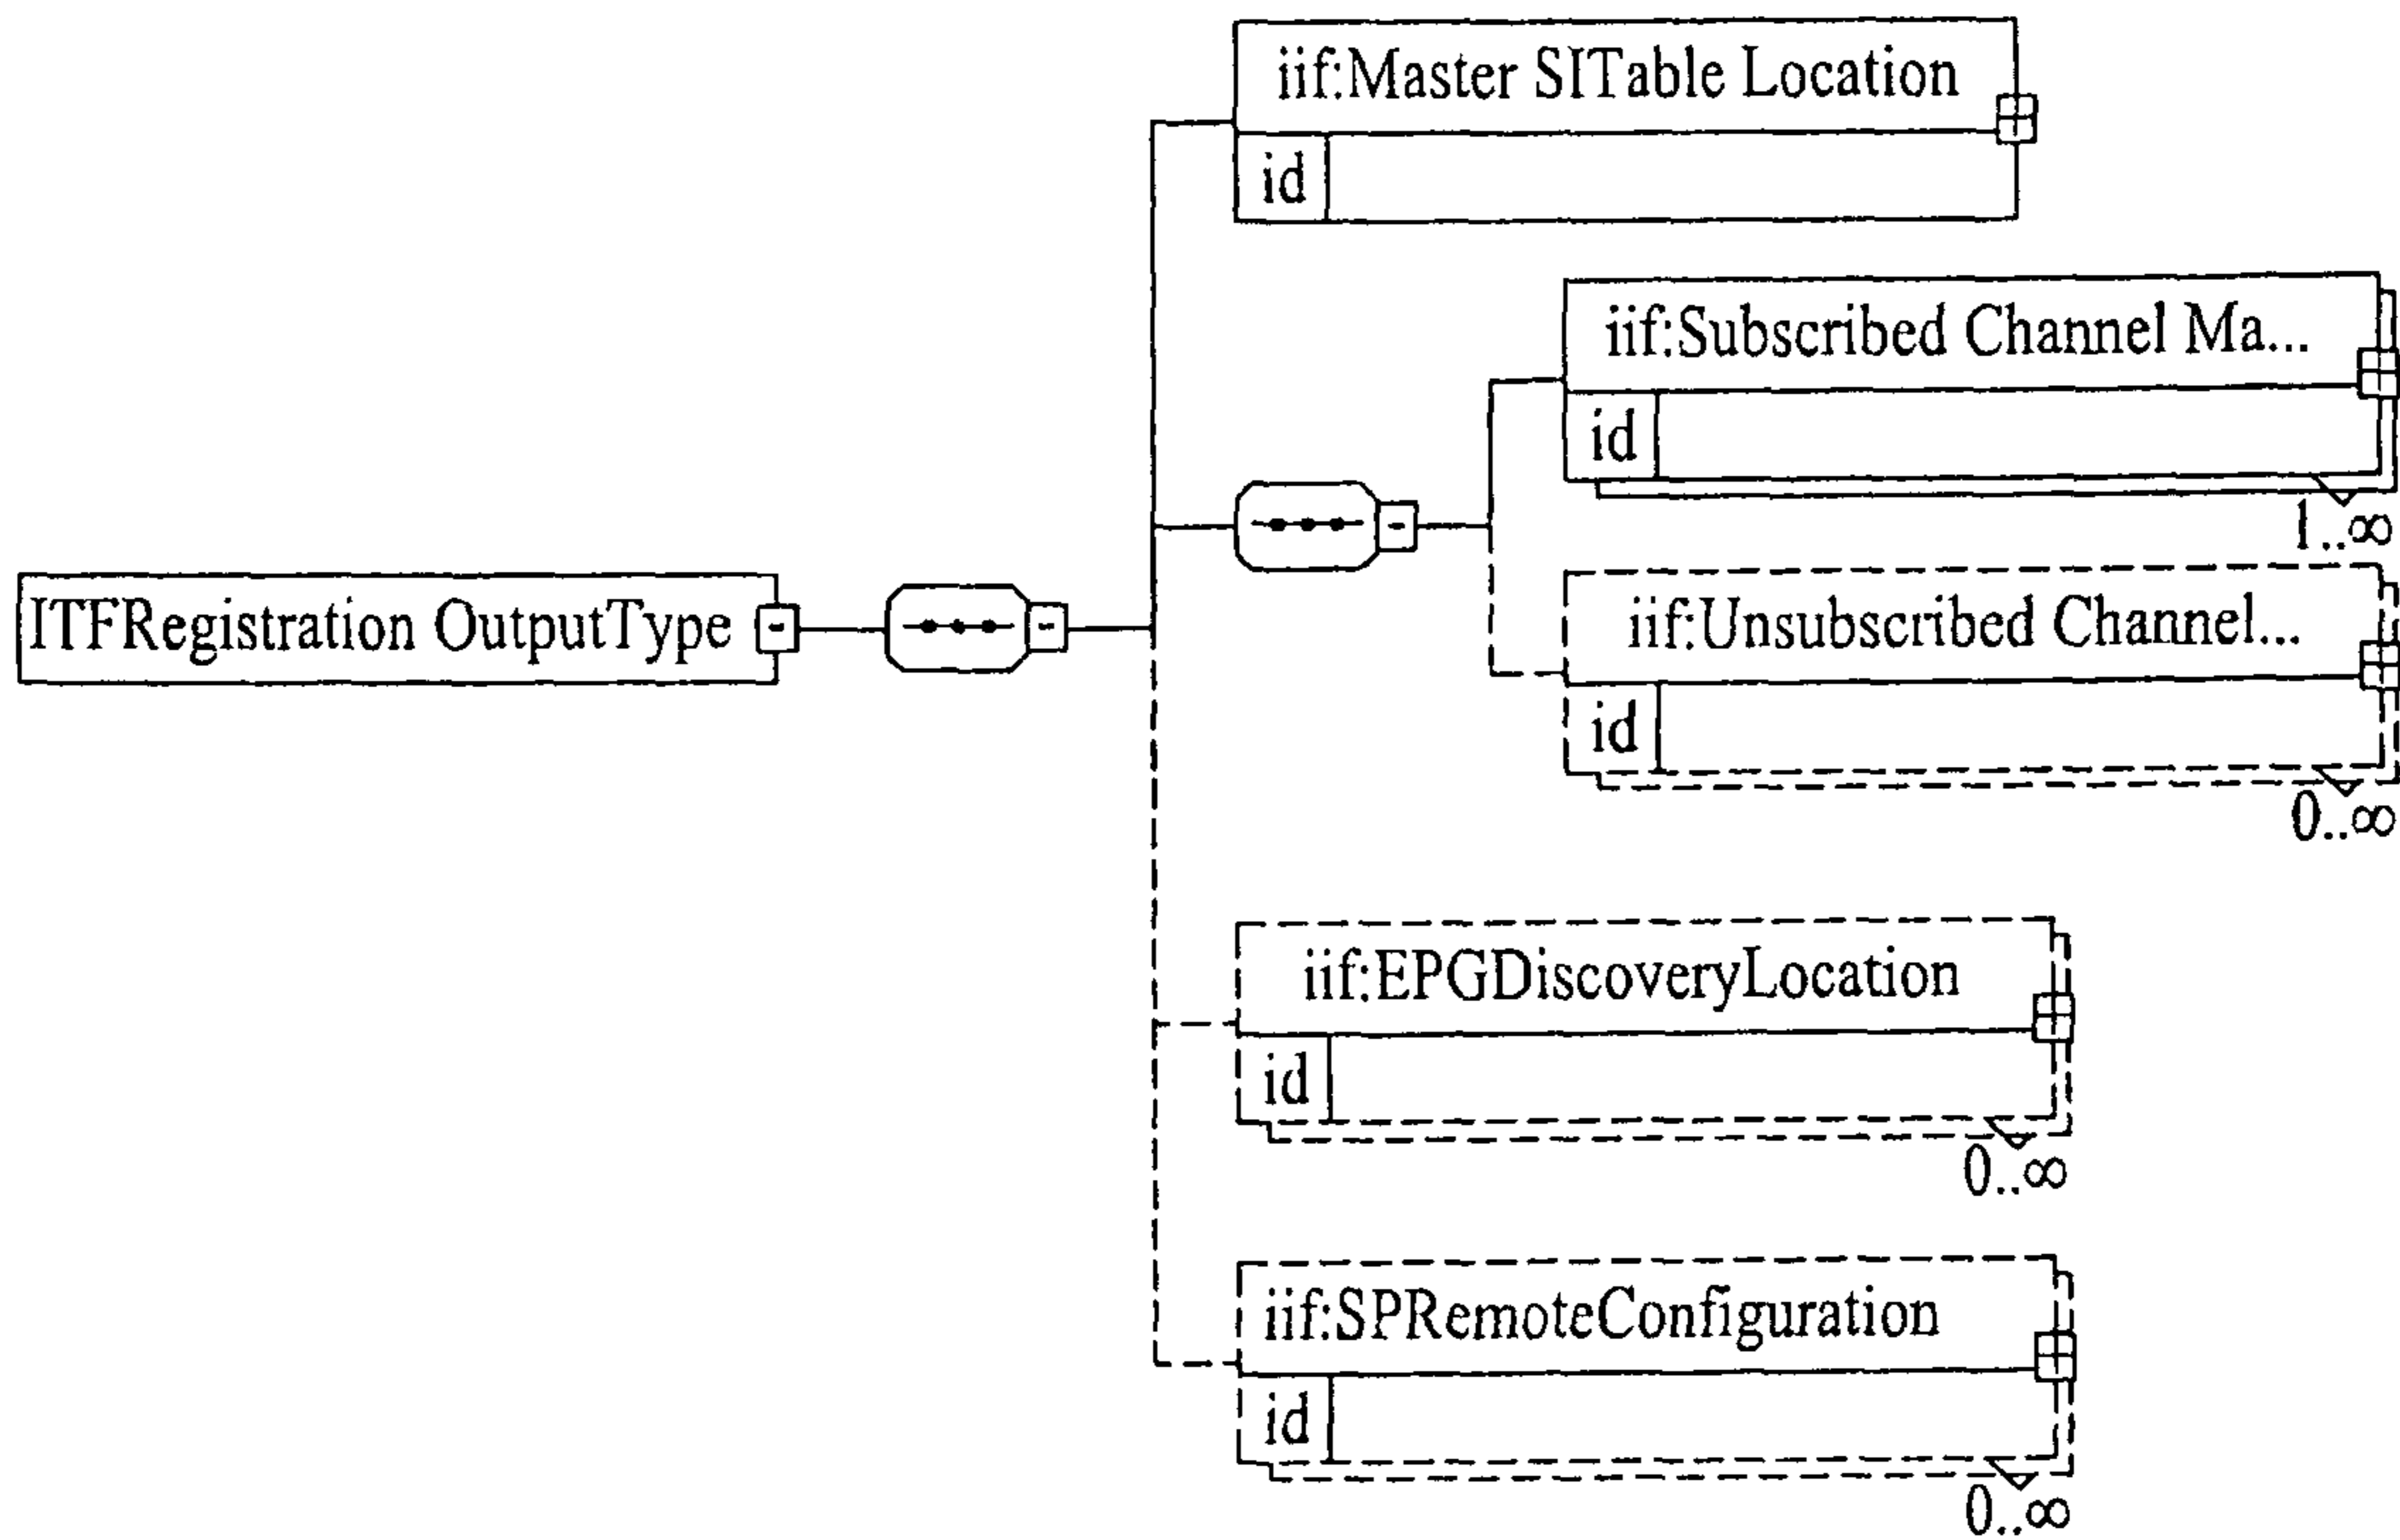 iif:Master SITable Location
id
iif:Subscribed Channel Ma...
id
1..∞
ITFRegistration OutputType
iif:Unsubscribed Channel...
id
0..∞
iif:EPGDiscoveryLocation
id
0..∞
iif:SPRemoteConfiguration
id
0..∞